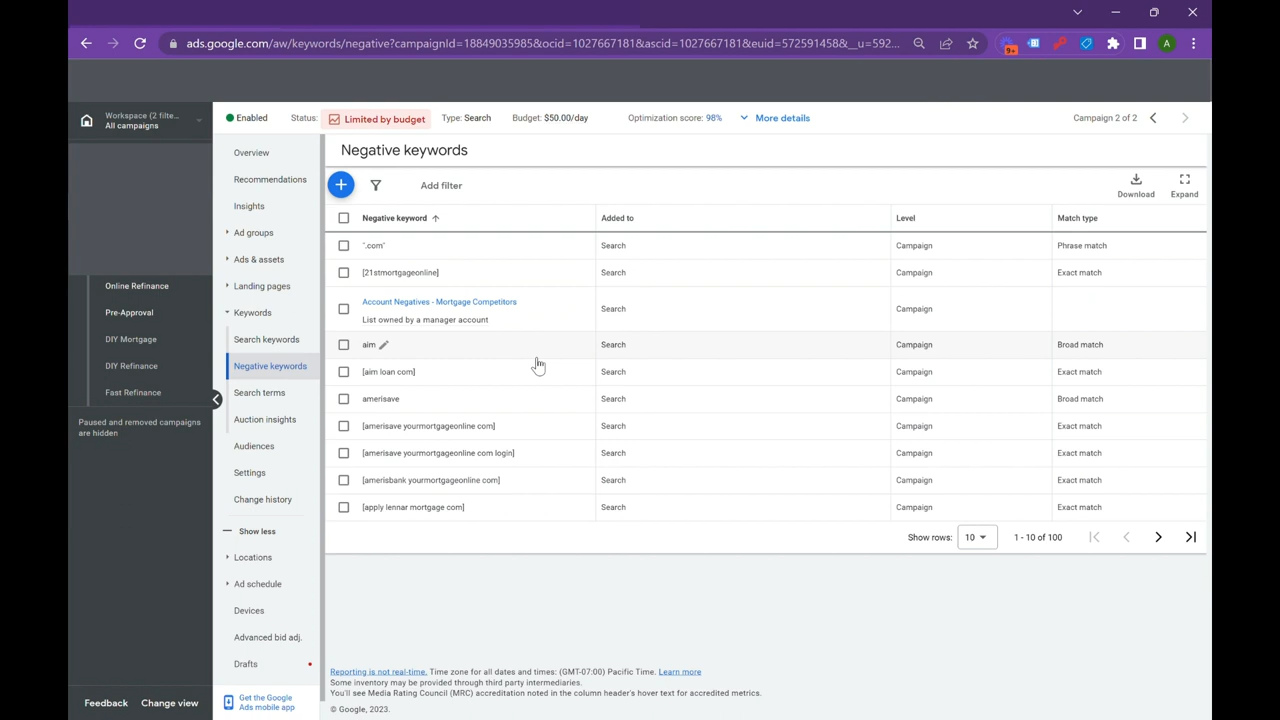 ads.google.com/aw/keywords/negative?campaignId=18849035985&ocid=1027667181&ascid=1027667181&euid=572591458&__u=592...
9+
A
Workspace (2 filte...
All campaigns
Enabled
Status:
Limited by budget
Type: Search
Budget: $50.00/day
Optimization score: 98%
More details
Campaign 2 of 2
Online Refinance
Pre-Approval
DIY Mortgage
DIY Refinance
Fast Refinance
Paused and removed campaigns
are hidden
Feedback
Change view
Overview
Recommendations
Insights
Ad groups
Ads & assets
Landing pages
Keywords
Search keywords
Negative keywords
Search terms
Auction insights
Audiences
Settings
Change history
Show less
Locations
Ad schedule
Devices
Advanced bid adj.
Drafts
Get the Google
Ads mobile app
Negative keywords
Add filter
Download
Expand
Negative keyword
Added to
Level
Match type
".com"
Search
Campaign
Phrase match
[21stmortgageonline]
Search
Campaign
Exact match
Account Negatives - Mortgage Competitors
List owned by a manager account
Search
Campaign
aim
Search
Campaign
Broad match
[aim loan com]
Search
Campaign
Exact match
amerisave
Search
Campaign
Broad match
[amerisave yourmortgageonline com]
Search
Campaign
Exact match
[amerisave yourmortgageonline com login]
Search
Campaign
Exact match
[amerisbank yourmortgageonline com]
Search
Campaign
Exact match
[apply lennar mortgage com]
Search
Campaign
Exact match
Show rows:
10
1 - 10 of 100
Reporting is not real-time. Time zone for all dates and times: (GMT-07:00) Pacific Time. Learn more
Some inventory may be provided through third party intermediaries.
You'll see Media Rating Council (MRC) accreditation noted in the column header's hover text for accredited metrics.
© Google, 2023.